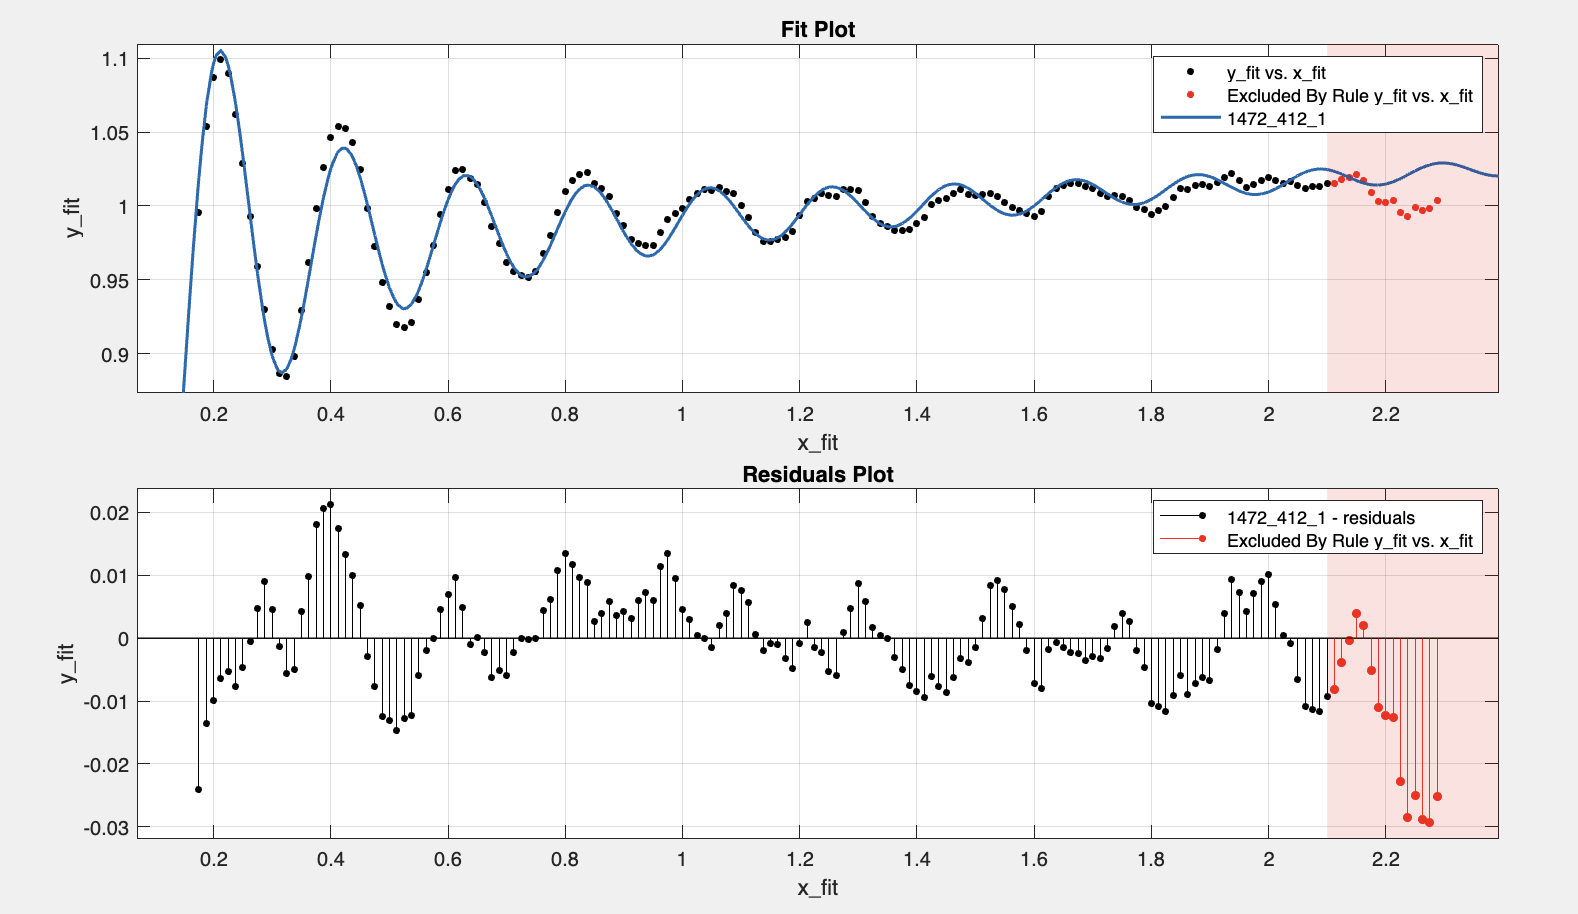 Fit Plot
1.1
1.05
1
0.95
0.9
y_fit
y_fit vs. x_fit
Excluded By Rule y_fit vs. x_fit
1472_412_1
0.2 0.4 0.6 0.8 1 1.2 1.4 1.6 1.8 2 2.2
x_fit
Residuals Plot
0.02
0.01
0
-0.01
-0.02
-0.03
y_fit
1472_412_1 - residuals
Excluded By Rule y_fit vs. x_fit
0.2 0.4 0.6 0.8 1 1.2 1.4 1.6 1.8 2 2.2
x_fit